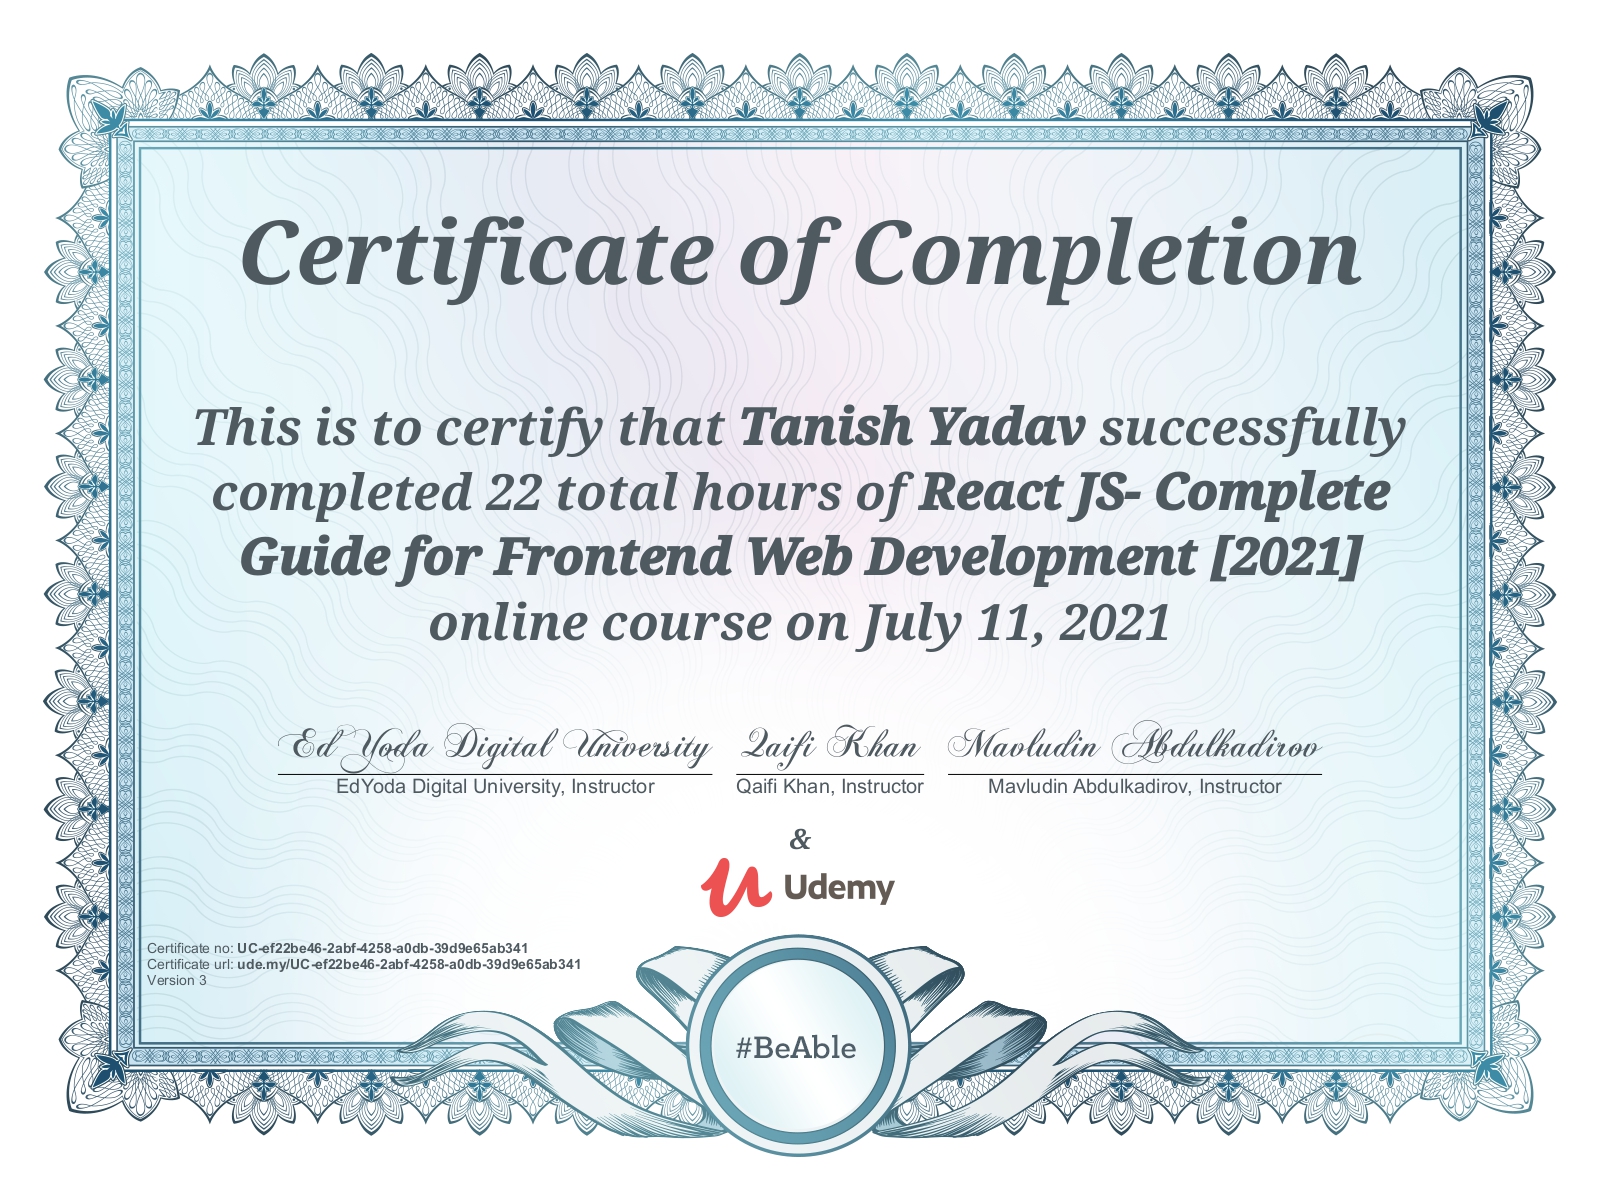 Certificate of Completion
This is to certify that Tanish Yadav successfully
completed 22 total hours of React JS- Complete
Guide for Frontend Web Development [2021]
online course on July 11, 2021
Ed Yoda Digital University Qaifi Khan Mavludin Abdulkadirov
EdYoda Digital University, Instructor Qaifi Khan, Instructor Mavludin Abdulkadirov, Instructor
&
Udemy
Certificate no: UC-ef22be46-2abf-4258-a0db-39d9e65ab341
Certificate url: ude.my/UC-ef22be46-2abf-4258-a0db-39d9e65ab341
Version 3
#BeAble